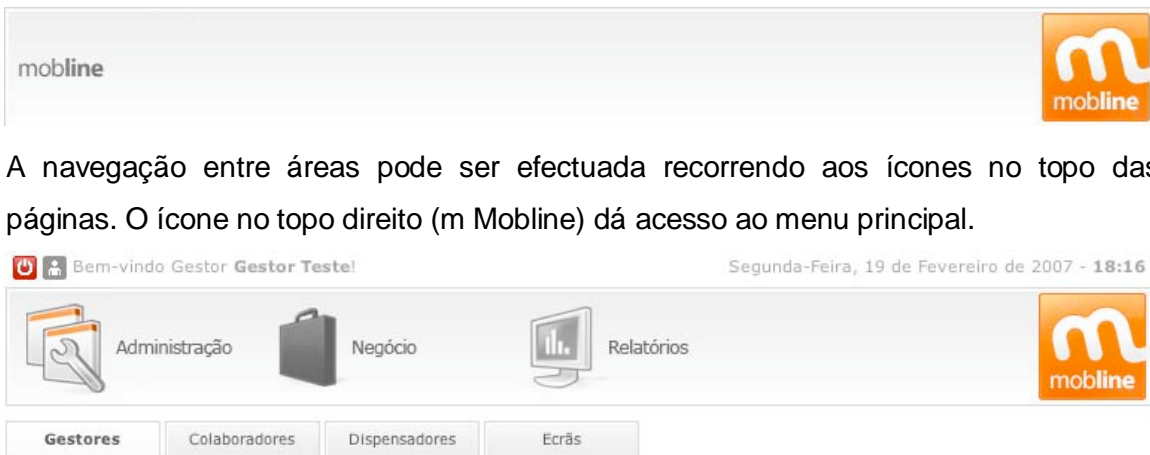 mobline
mobline
A navegação entre áreas pode ser efectuada recorrendo aos ícones no topo das
páginas. O ícone no topo direito (m Mobline) dá acesso ao menu principal.
Bem-vindo Gestor Gestor Teste! Segunda-Feira, 19 de Fevereiro de 2007 - 18:16
Administração Negócio Relatórios
mobline
Gestores Colaboradores Dispensadores Ecrãs